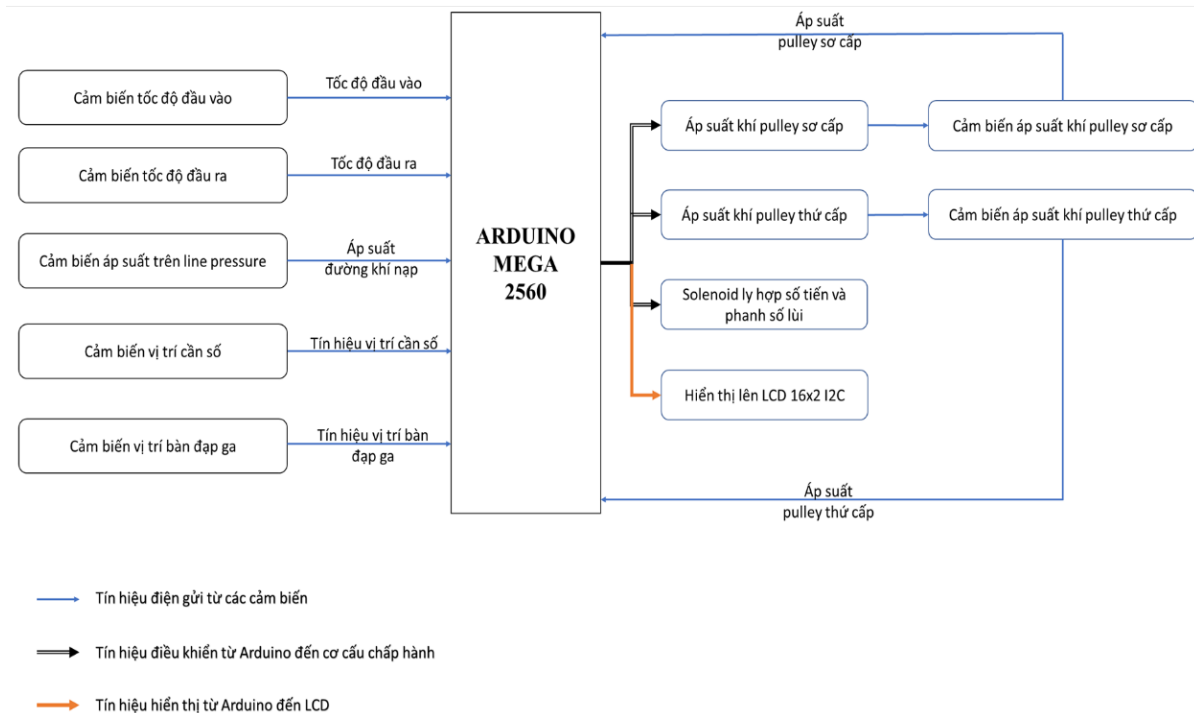 Áp suất
pulley sơ cấp
Cảm biến tốc độ đầu vào
Tốc độ đầu vào
Áp suất khí pulley sơ cấp
Cảm biến áp suất khí pulley sơ cấp
Cảm biến tốc độ đầu ra
Tốc độ đầu ra
Áp suất khí pulley thứ cấp
Cảm biến áp suất khí pulley thứ cấp
ARDUINO
MEGA
2560
Cảm biến áp suất trên line pressure
Áp suất
đường khí nạp
Solenoid ly hợp số tiến và
phanh số lùi
Cảm biến vị trí cần số
Tín hiệu vị trí cần số
Hiển thị lên LCD 16x2 I2C
Cảm biến vị trí bàn đạp ga
Tín hiệu vị trí bàn
đạp ga
Áp suất
pulley thứ cấp
Tín hiệu điện gửi từ các cảm biến
Tín hiệu điều khiển từ Arduino đến cơ cấu chấp hành
Tín hiệu hiển thị từ Arduino đến LCD